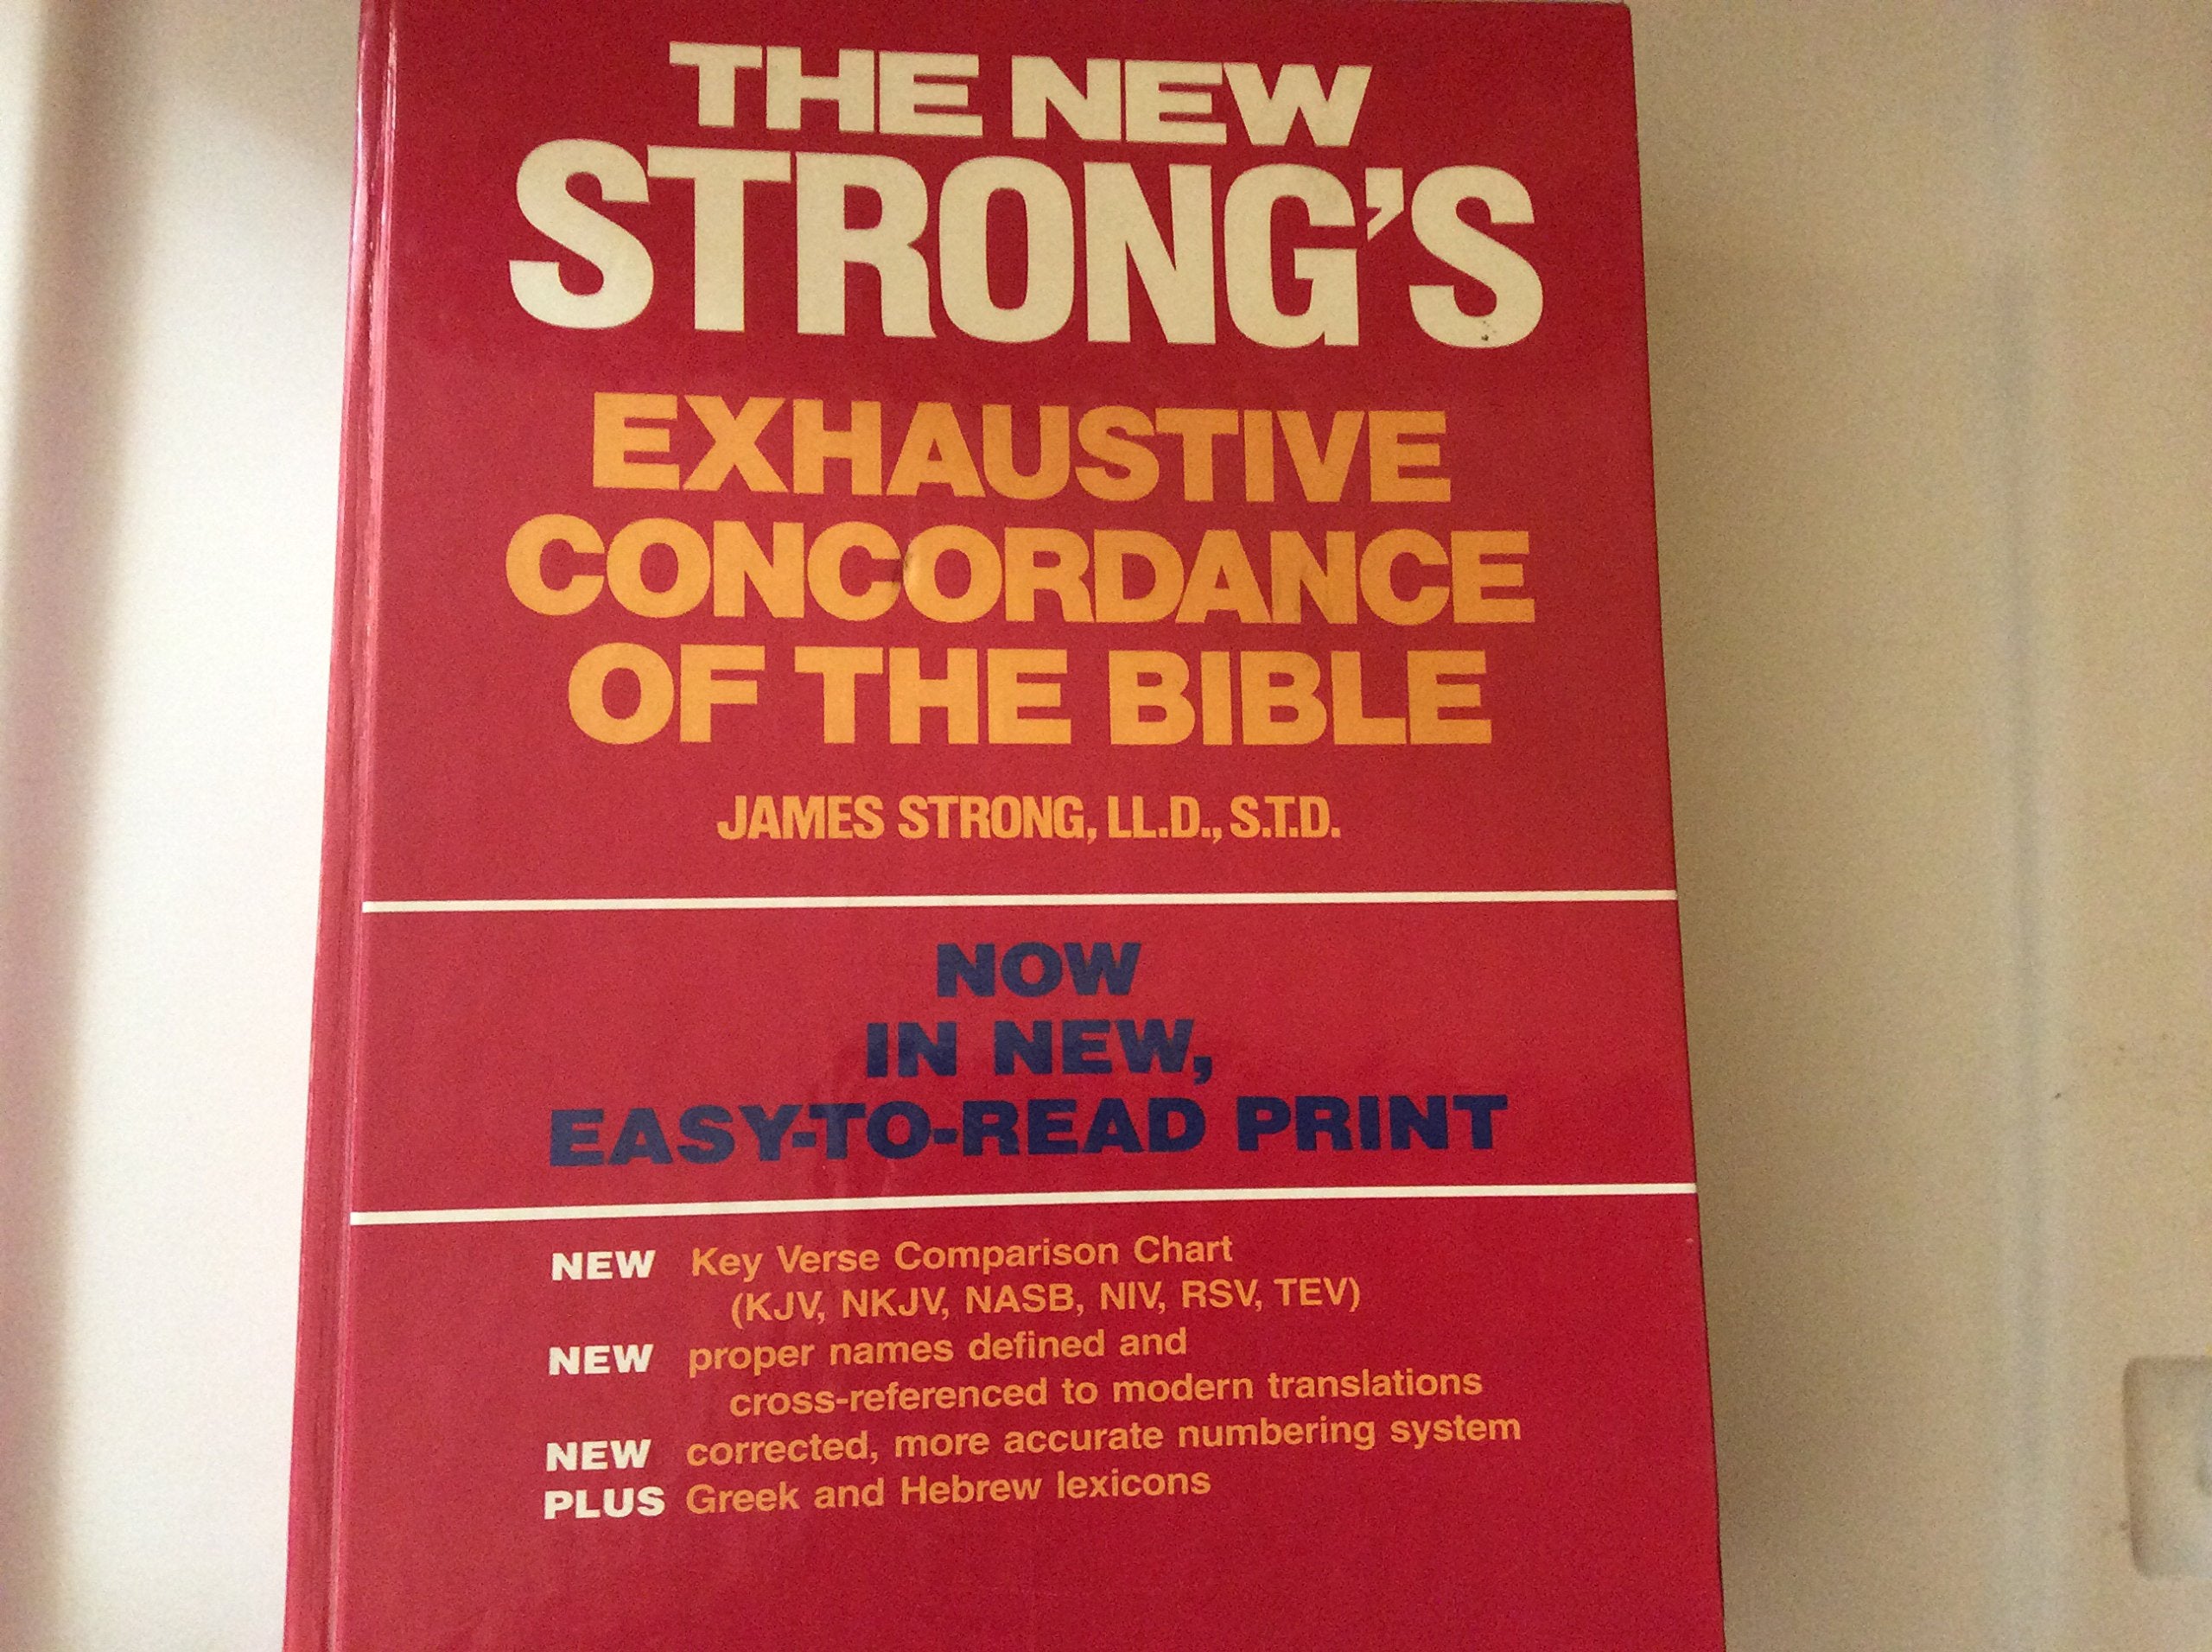 THE NEW
STRONG'S
EXHAUSTIVE
CONCORDANCE
OF THE BIBLE
JAMES STRONG, LL.D., S.T.D.
NOW
IN NEW,
EASY-TO-READ PRINT
NEW Key Verse Comparison Chart
(KJV, NKJV, NASB, NIV, RSV, TEV)
NEW proper names defined and
cross-referenced to modern translations
NEW corrected, more accurate numbering system
PLUS Greek and Hebrew lexicons